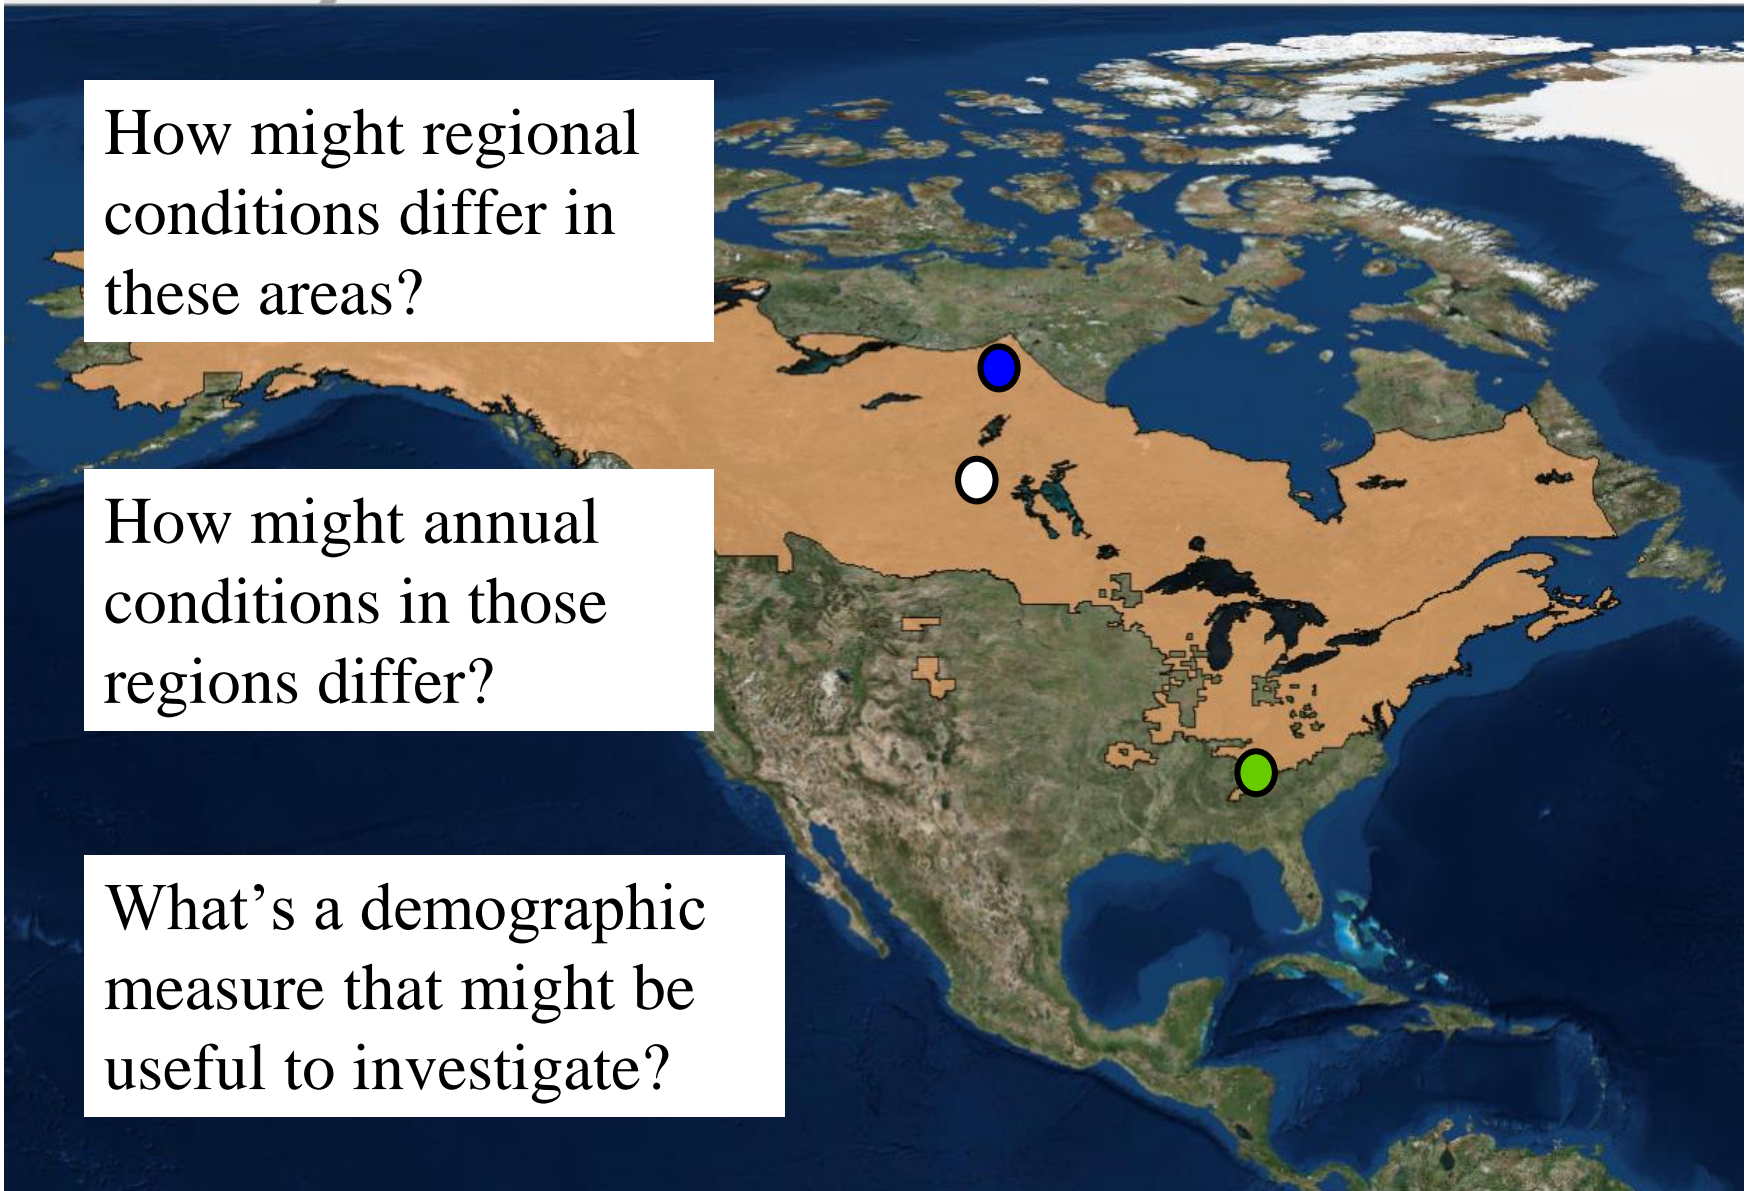 How might regional
conditions differ in
these areas?
How might annual
conditions in those
regions differ?
What’s a demographic
measure that might be
useful to investigate?